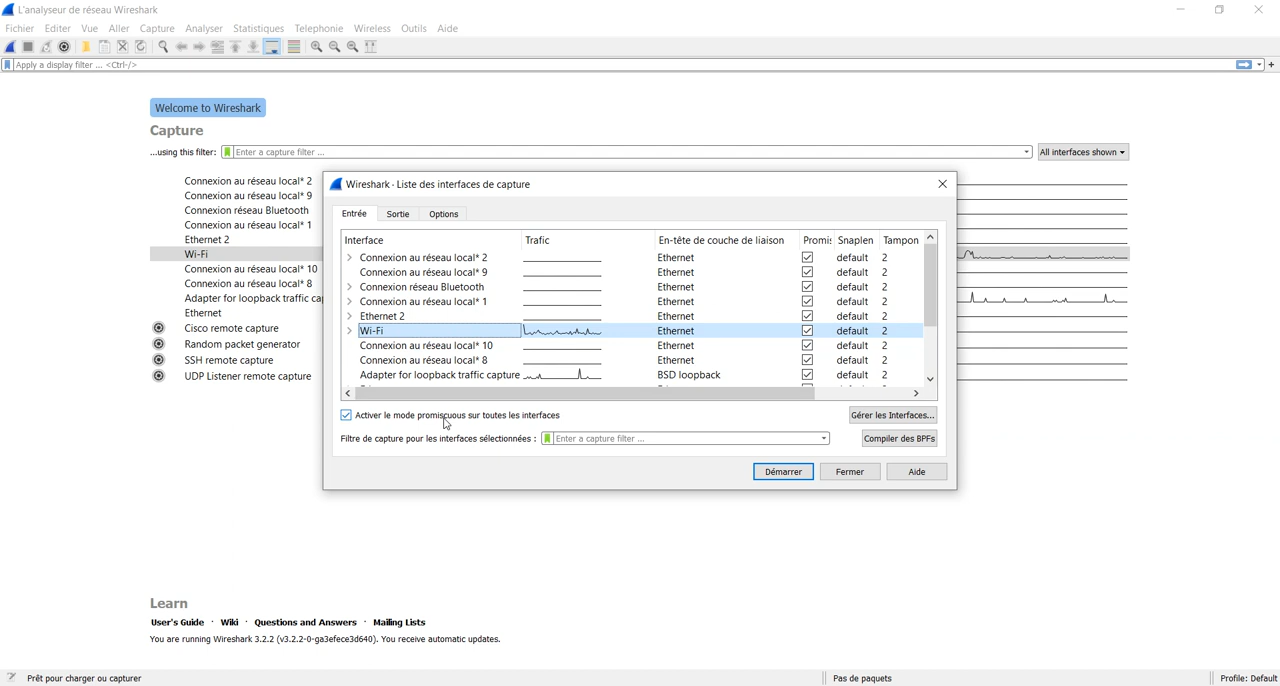 L'analyseur de réseau Wireshark
Fichier Editer Vue Aller Capture Analyser Statistiques Telephonie Wireless Outils Aide
Apply a display filter ... <Ctrl-/>
+
Welcome to Wireshark
Capture
...using this filter: Enter a capture filter ... All interfaces shown
Connexion au réseau local* 2
Connexion au réseau local* 9
Connexion réseau Bluetooth
Connexion au réseau local* 1
Ethernet 2
Wi-Fi
Connexion au réseau local* 10
Connexion au réseau local* 8
Adapter for loopback traffic ca
Ethernet
Cisco remote capture
Random packet generator
SSH remote capture
UDP Listener remote capture
Wireshark · Liste des interfaces de capture
Entrée Sortie Options
Interface Trafic En-tête de couche de liaison Promis Snaplen Tampon
Connexion au réseau local* 2 Ethernet default 2
Connexion au réseau local* 9 Ethernet default 2
Connexion réseau Bluetooth Ethernet default 2
Connexion au réseau local* 1 Ethernet default 2
Ethernet 2 Ethernet default 2
Wi-Fi Ethernet default 2
Connexion au réseau local* 10 Ethernet default 2
Connexion au réseau local* 8 Ethernet default 2
Adapter for loopback traffic capture BSD loopback default 2
Activer le mode promiscuous sur toutes les interfaces Gérer les Interfaces...
Filtre de capture pour les interfaces sélectionnées : Enter a capture filter ... Compiler des BPFs
Démarrer Fermer Aide
Learn
User's Guide · Wiki · Questions and Answers · Mailing Lists
You are running Wireshark 3.2.2 (v3.2.2-0-ga3efece3d640). You receive automatic updates.
Prêt pour charger ou capturer Pas de paquets Profile: Default